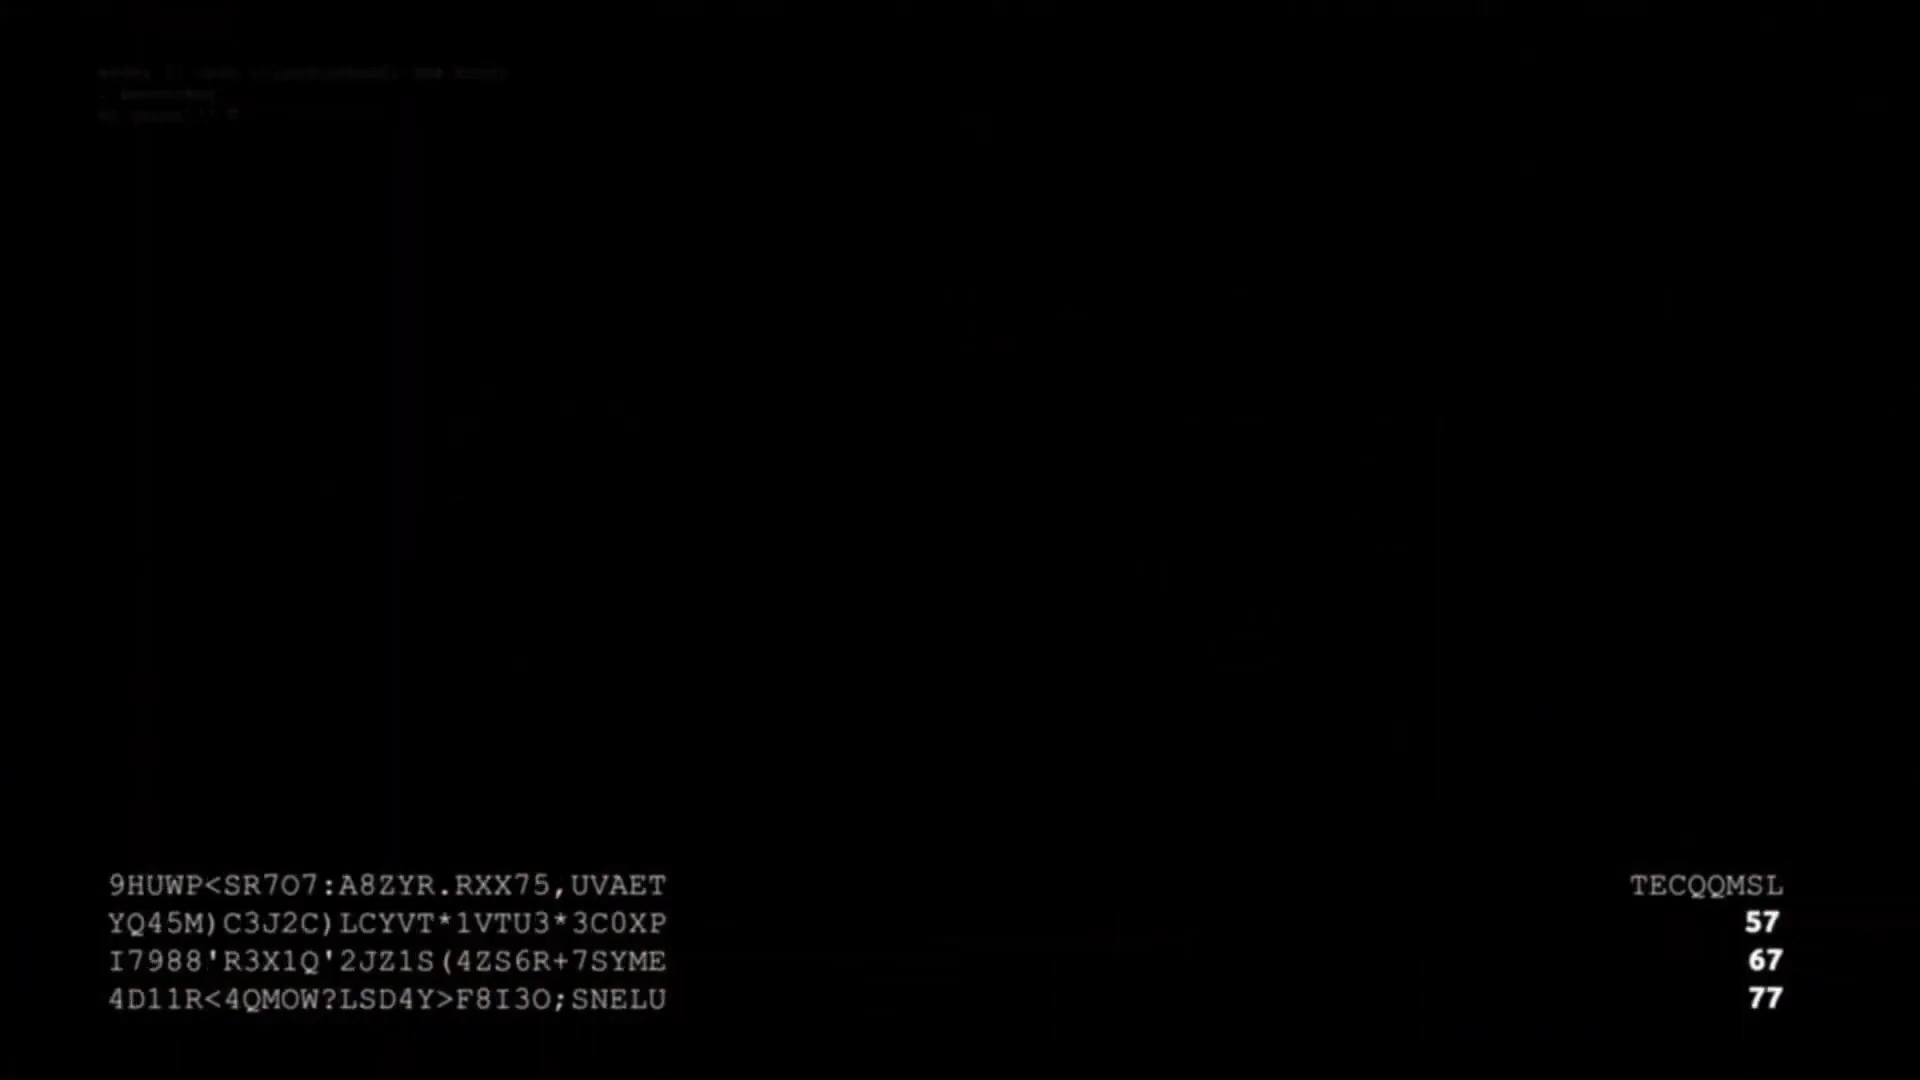 9HUWP<SR7O7:A8ZYR.RXX75,UVAET
YQ45M)C3J2C)LCYVT*1VTU3*3C0XP
I7988'R3X1Q'2JZ1S(4ZS6R+7SYME
4D11R<4QMOW?LSD4Y>F8I3O;SNELU
TECQQMSL
57
67
77